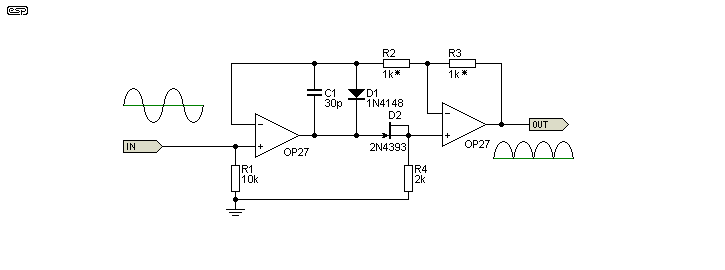 esp
R2
1k*
R3
1k*
C1
30p
D1
1N4148
D2
2N4393
−
+
OP27
−
+
OP27
IN
OUT
R1
10k
R4
2k